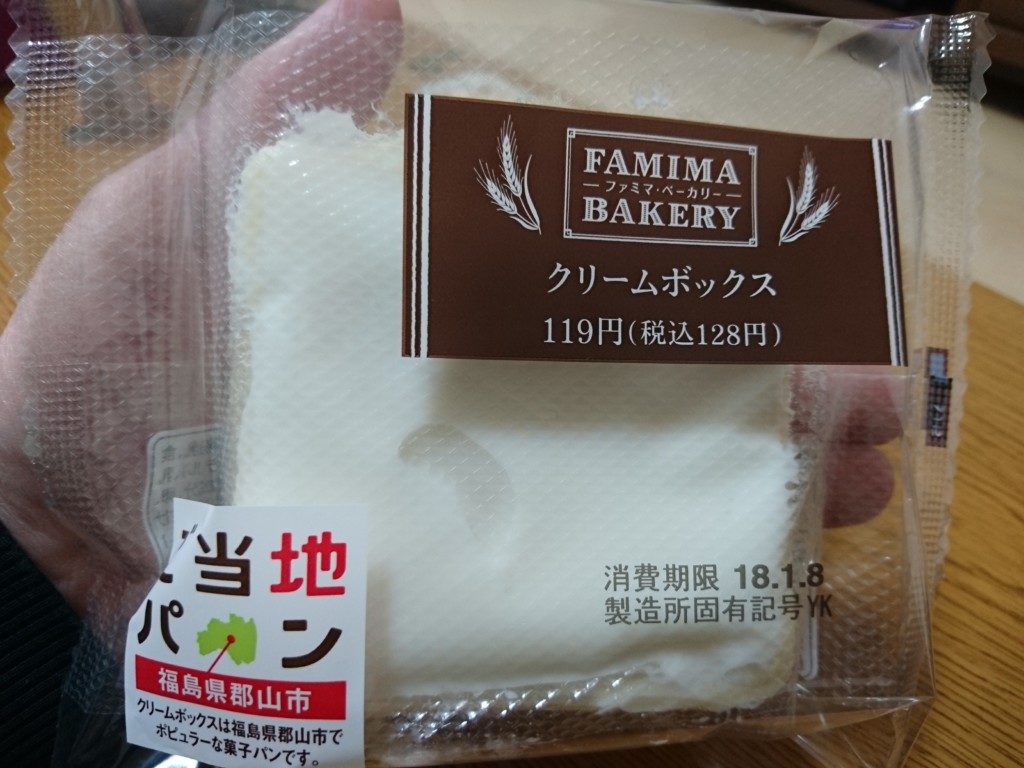 FAMIMA
ファミマ・ベーカリー
BAKERY
クリームボックス
119円(税込128円)
消費期限 18.1.8
製造所固有記号YK
ご当地
パン
福島県郡山市
クリームボックスは福島県郡山市で
ポピュラーな菓子パンです。